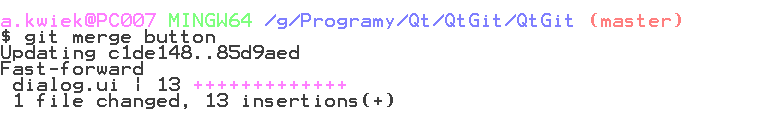 a.kwiek@PC007 MINGW64 /g/Programy/Qt/QtGit/QtGit (master)
$ git merge button
Updating c1de148..85d9aed
Fast-forward
 dialog.ui | 13 +++++++++++++
 1 file changed, 13 insertions(+)